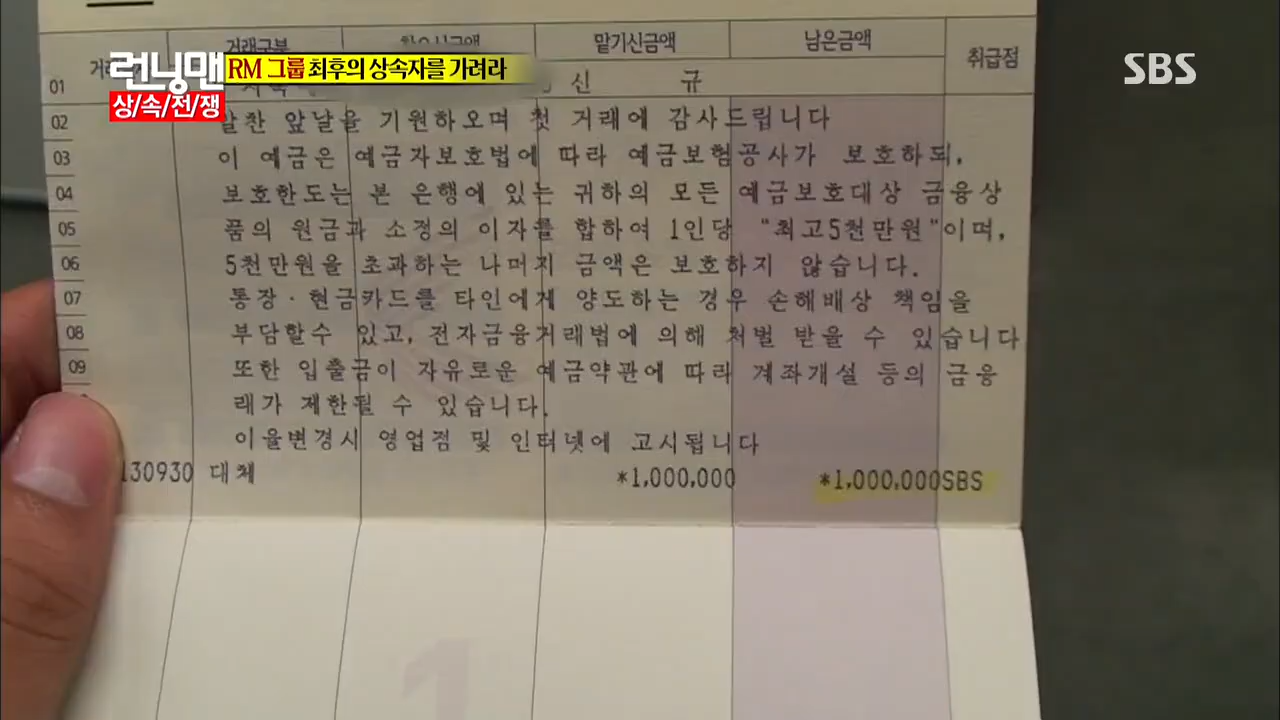 거래구분 맡기신금액 남은금액 취급점
런닝맨 RM 그룹 최후의 상속자를 가려라
상/속/전/쟁
SBS
01 신 규
02 알찬 앞날을 기원하오며 첫 거래에 감사드립니다
03 이 예금은 예금자보호법에 따라 예금보험공사가 보호하되,
04 보호한도는 본 은행에 있는 귀하의 모든 예금보호대상 금융상
05 품의 원금과 소정의 이자를 합하여 1인당 "최고5천만원"이며,
06 5천만원을 초과하는 나머지 금액은 보호하지 않습니다.
07 통장·현금카드를 타인에게 양도하는 경우 손해배상 책임을
08 부담할수 있고, 전자금융거래법에 의해 처벌 받을 수 있습니다
09 또한 입출금이 자유로운 예금약관에 따라 계좌개설 등의 금융
래가 제한될 수 있습니다.
이율변경시 영업점 및 인터넷에 고시됩니다
130930 대체 *1,000,000 *1,000,000SBS
1